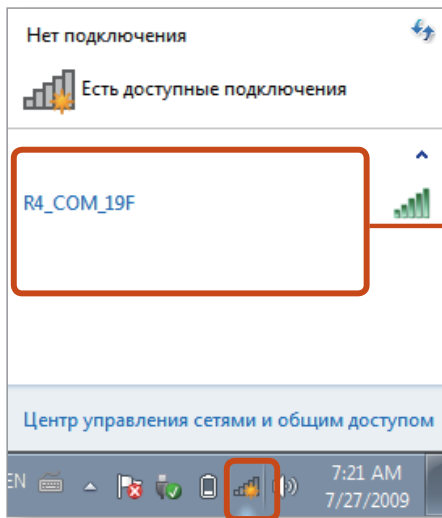 Нет подключения
Есть доступные подключения
R4_COM_19F
Центр управления сетями и общим доступом
EN
7:21 AM
7/27/2009